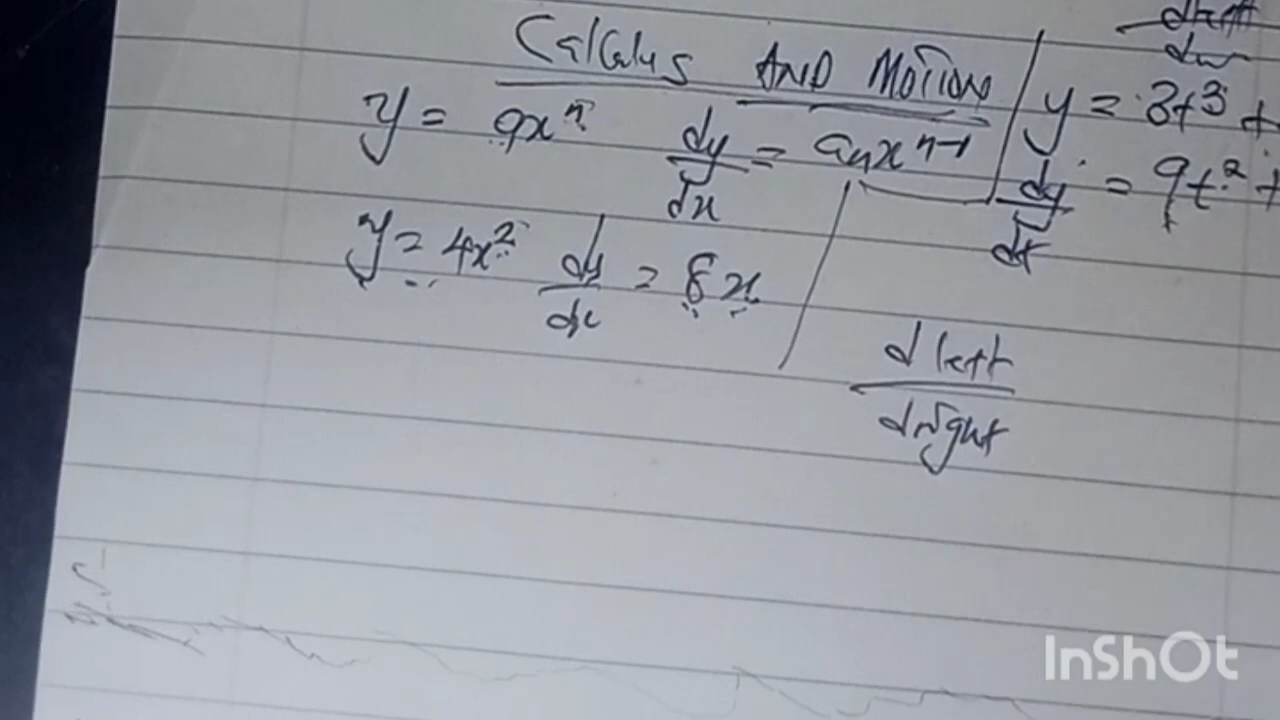 Calculus AND MOTION
y = ax^n dy/dx = anx^n-1
y = 4x^2 dy/dx = 8x
y = 3t^3 +
dy/dt = 9t^2 +
d left
d right
InShOt